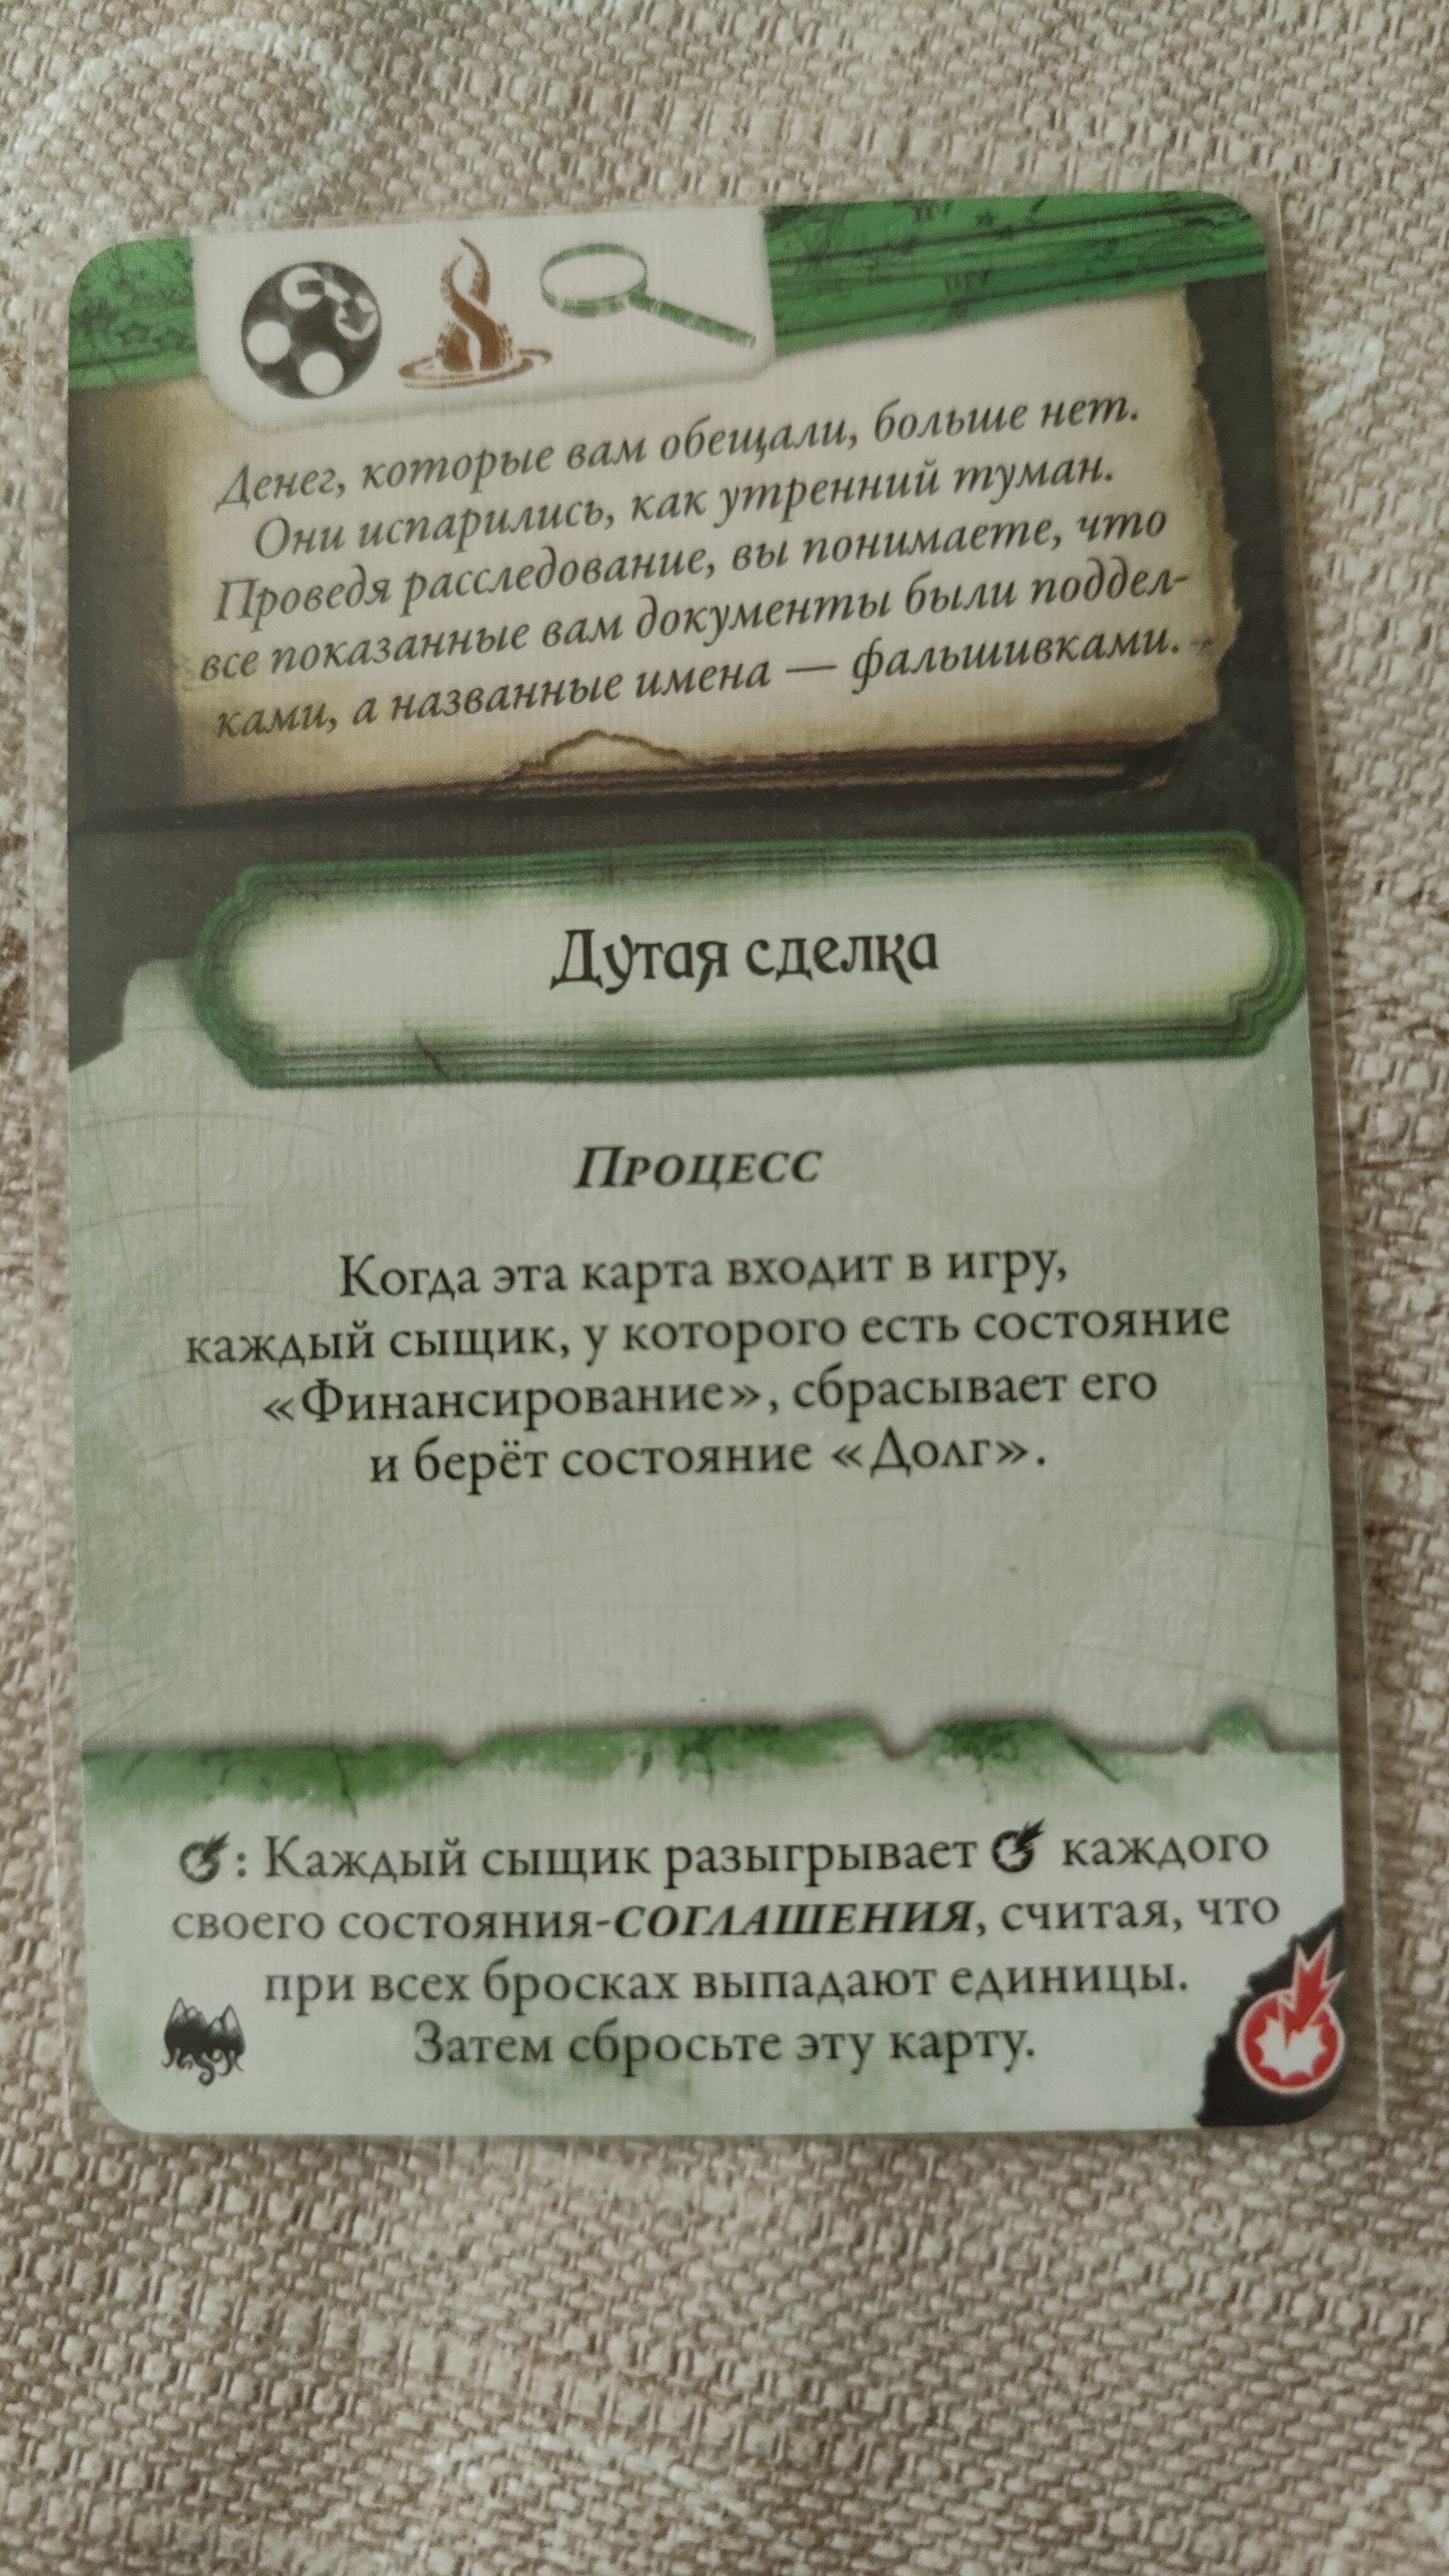 Денег, которые вам обещали, больше нет.
Они испарились, как утренний туман.
Проведя расследование, вы понимаете, что
все показанные вам документы были поддел-
ками, а названные имена — фальшивками.
Дутая сделка
Процесс
Когда эта карта входит в игру,
каждый сыщик, у которого есть состояние
«Финансирование», сбрасывает его
и берёт состояние «Долг».
: Каждый сыщик разыгрывает каждого
своего состояния-СОГЛАШЕНИЯ, считая, что
при всех бросках выпадают единицы.
Затем сбросьте эту карту.